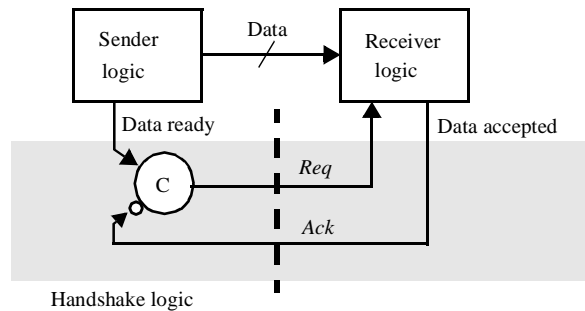 Sender
logic
Data
Receiver
logic
Data ready
Data accepted
C
Req
Ack
Handshake logic